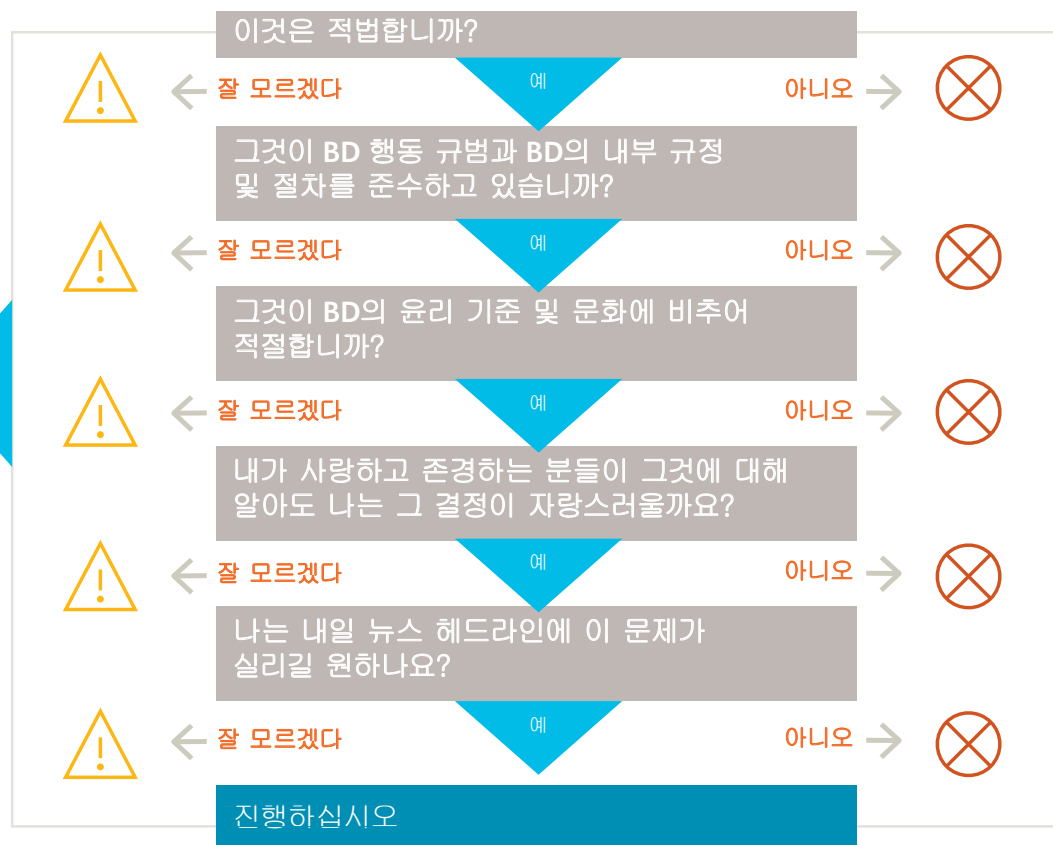 이것은 적법합니까?
잘 모르겠다
예
아니오
그것이 BD 행동 규범과 BD의 내부 규정
및 절차를 준수하고 있습니까?
잘 모르겠다
예
아니오
그것이 BD의 윤리 기준 및 문화에 비추어
적절합니까?
잘 모르겠다
예
아니오
내가 사랑하고 존경하는 분들이 그것에 대해
알아도 나는 그 결정이 자랑스러울까요?
잘 모르겠다
예
아니오
나는 내일 뉴스 헤드라인에 이 문제가
실리길 원하나요?
잘 모르겠다
예
아니오
진행하십시오